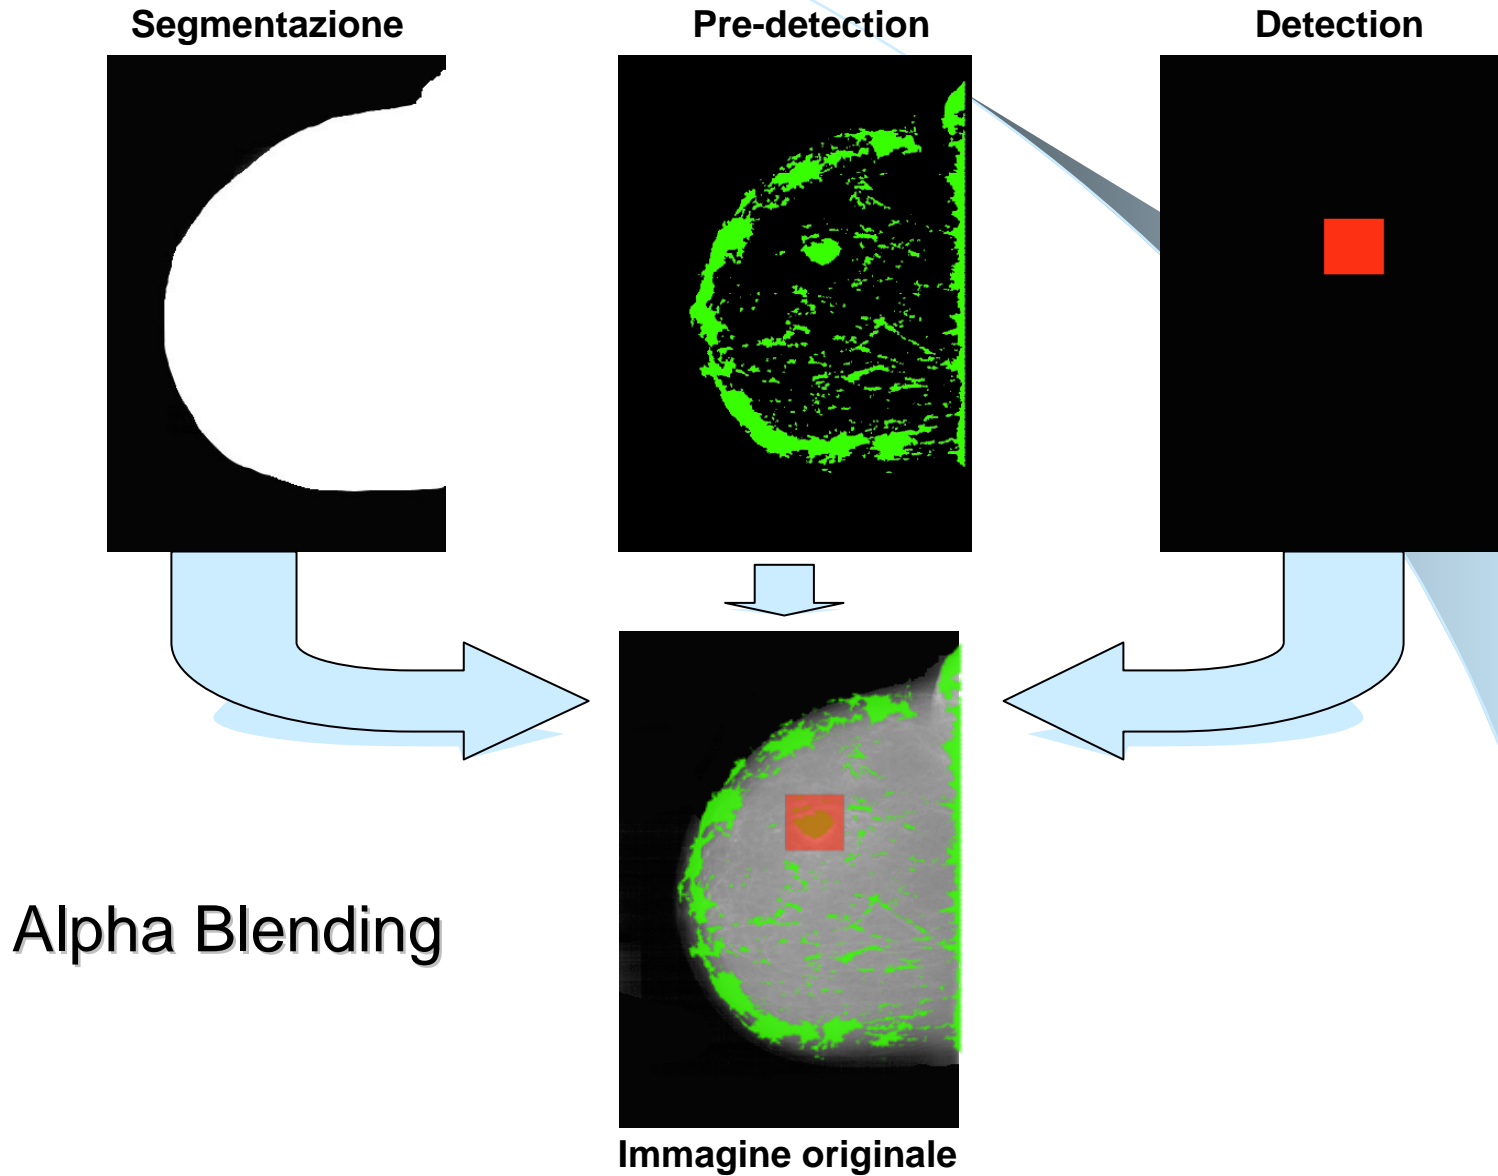 Segmentazione
Pre-detection
Detection
Alpha Blending
Immagine originale